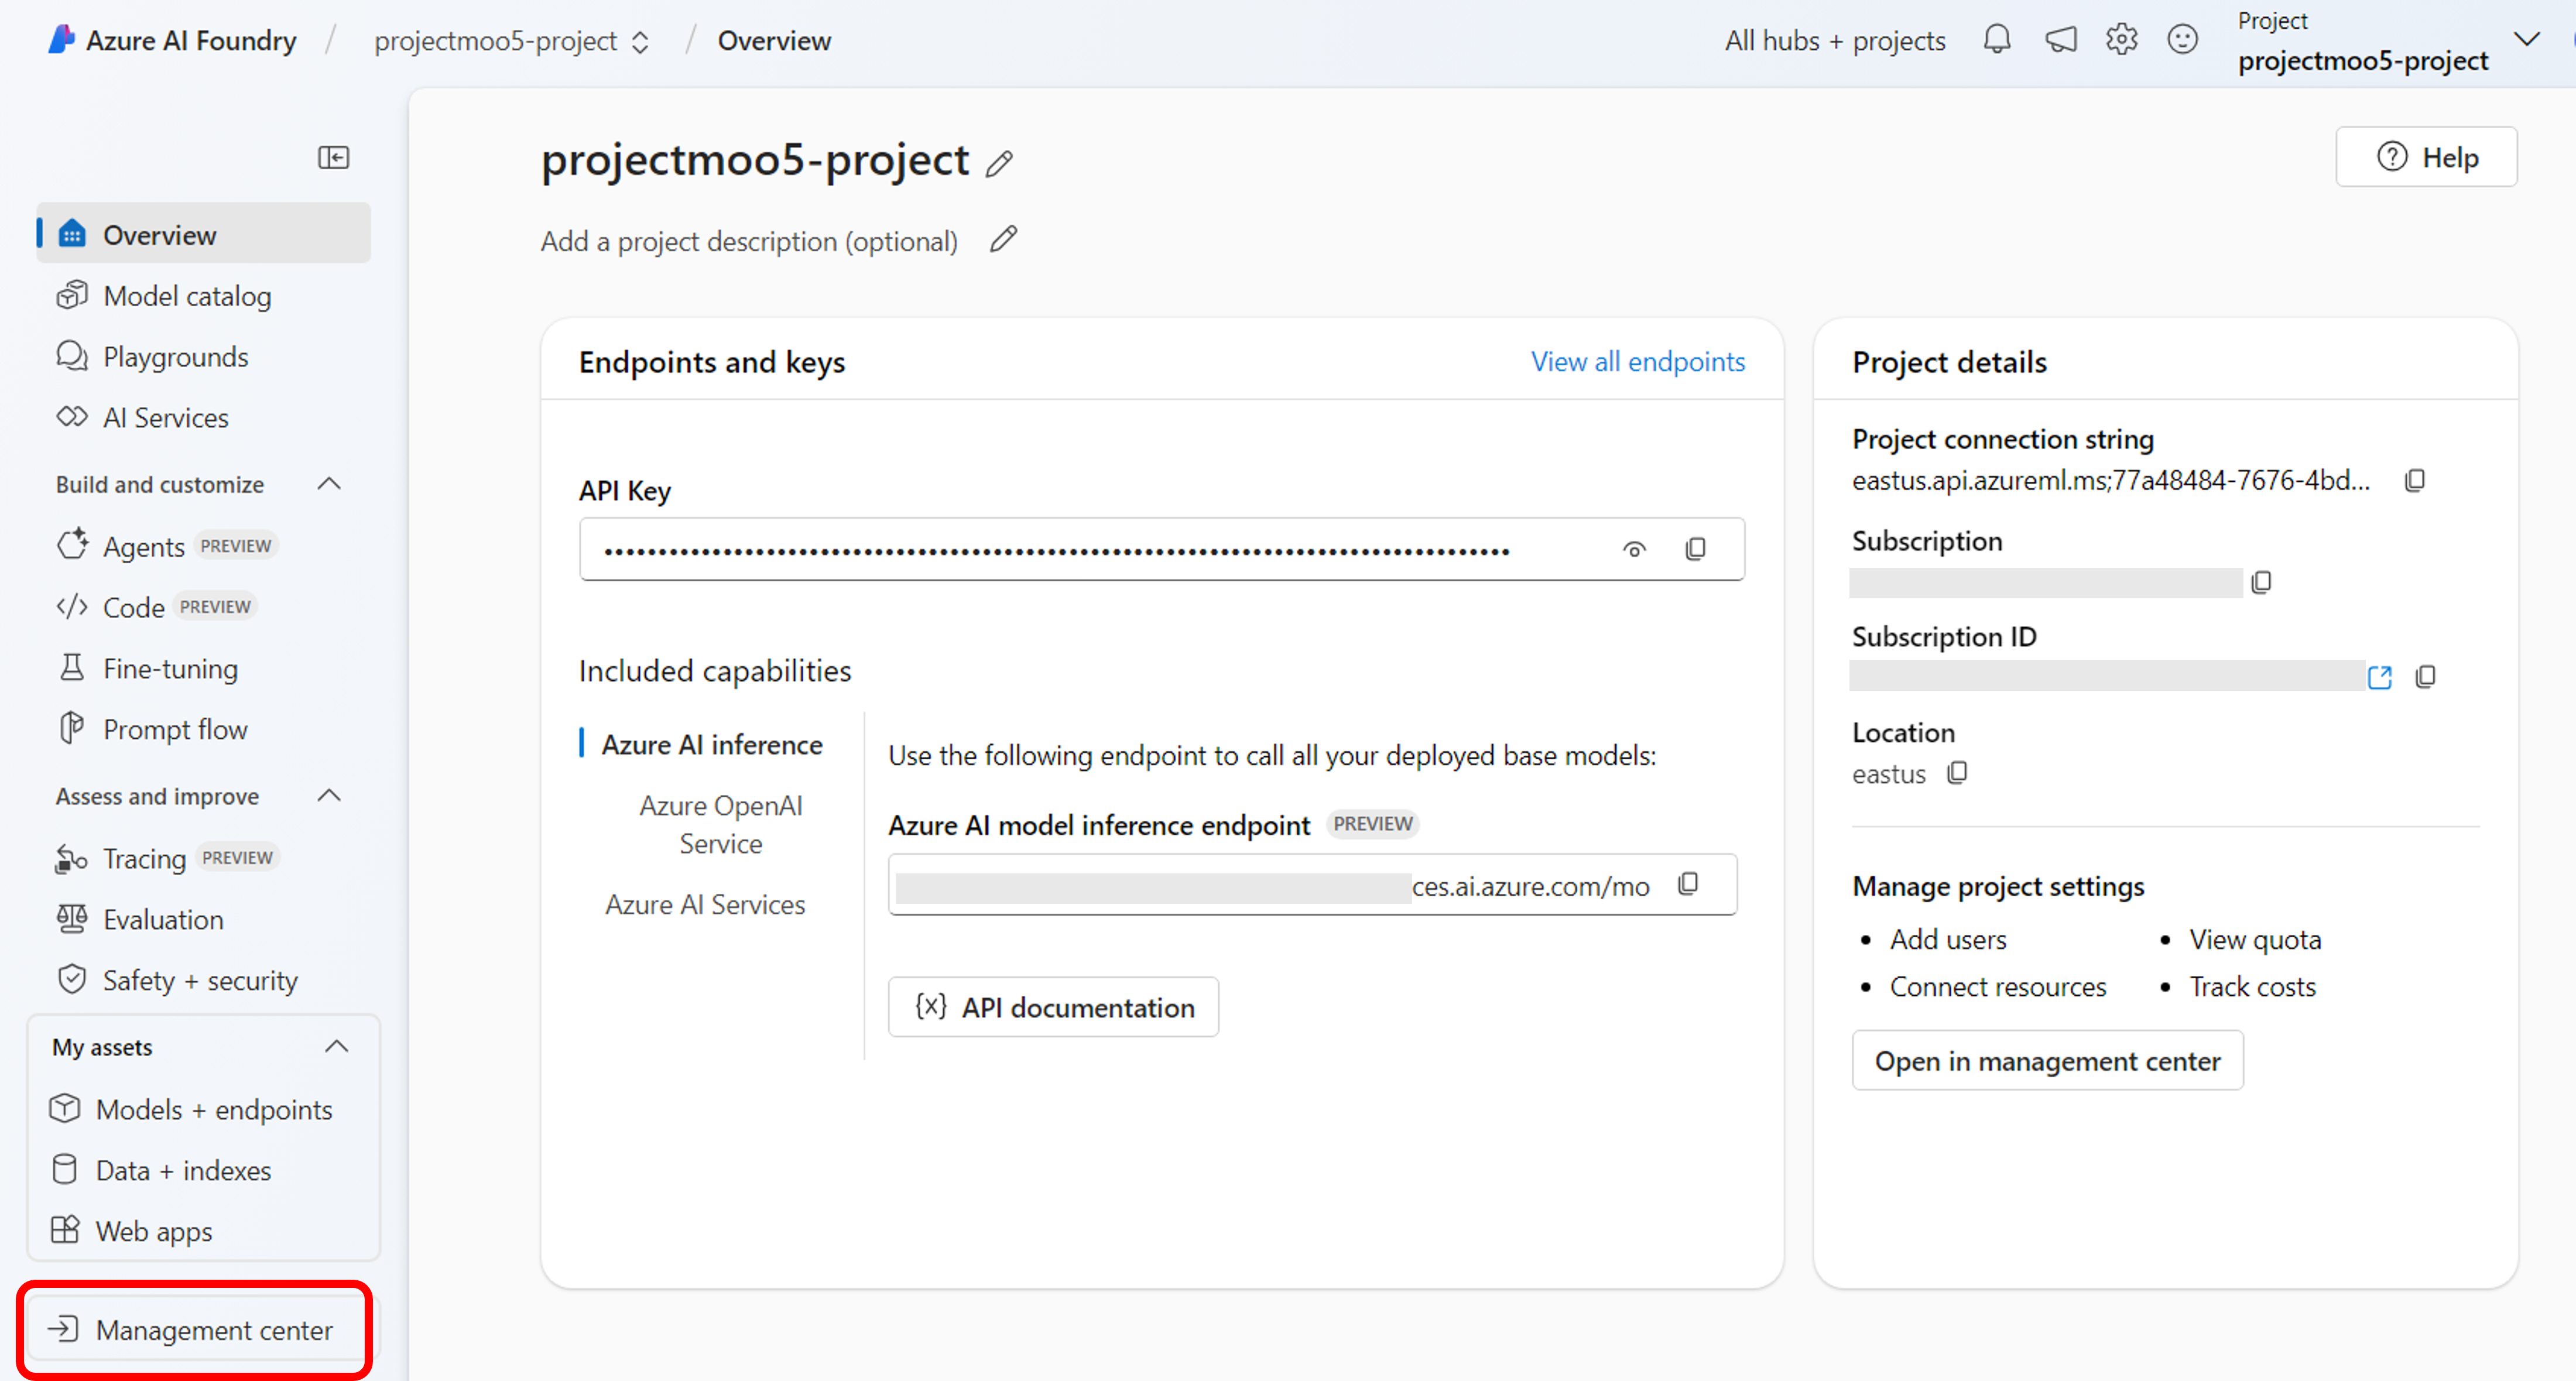 Azure AI Foundry / projectmoo5-project / Overview
All hubs + projects
Project
projectmoo5-project
Overview
Model catalog
Playgrounds
AI Services
Build and customize
Agents PREVIEW
Code PREVIEW
Fine-tuning
Prompt flow
Assess and improve
Tracing PREVIEW
Evaluation
Safety + security
My assets
Models + endpoints
Data + indexes
Web apps
Management center
projectmoo5-project
Help
Add a project description (optional)
Endpoints and keys
View all endpoints
API Key
Included capabilities
Azure AI inference
Azure OpenAI
Service
Azure AI Services
Use the following endpoint to call all your deployed base models:
Azure AI model inference endpoint PREVIEW
ces.ai.azure.com/mo
{x} API documentation
Project details
Project connection string
eastus.api.azureml.ms;77a48484-7676-4bd...
Subscription
Subscription ID
Location
eastus
Manage project settings
• Add users
• View quota
• Connect resources
• Track costs
Open in management center